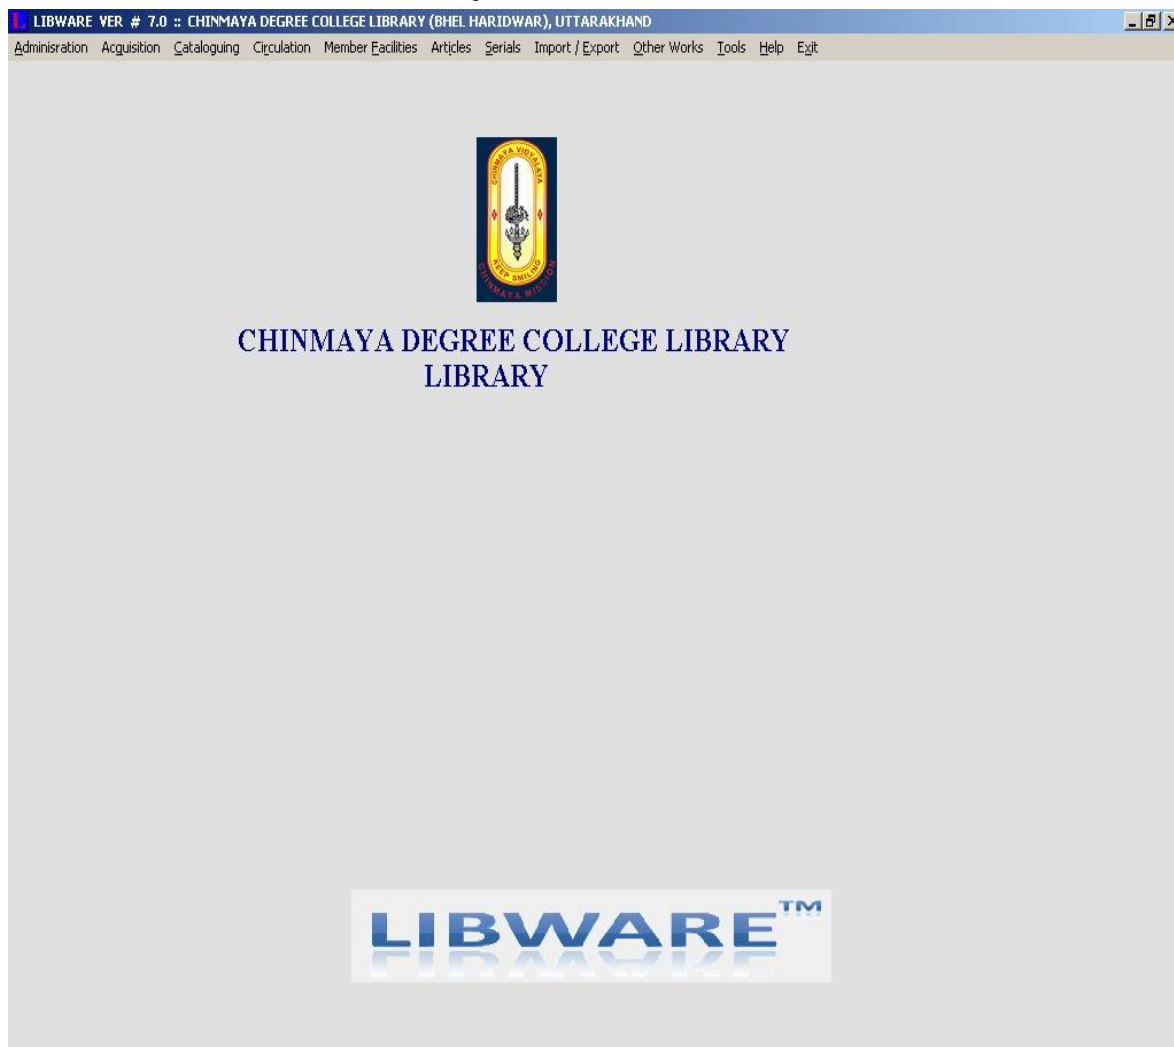 L LIBWARE VER # 7.0 :: CHINMAYA DEGREE COLLEGE LIBRARY (BHEL HARIDWAR), UTTARAKHAND
Adminisration Acquisition Cataloguing Circulation Member Facilities Articles Serials Import / Export Other Works Tools Help Exit
CHINMAYA VIDYALAYA
KEEP SMILING
CHINMAYA MISSION
CHINMAYA DEGREE COLLEGE LIBRARY
LIBRARY
LIBWARE™